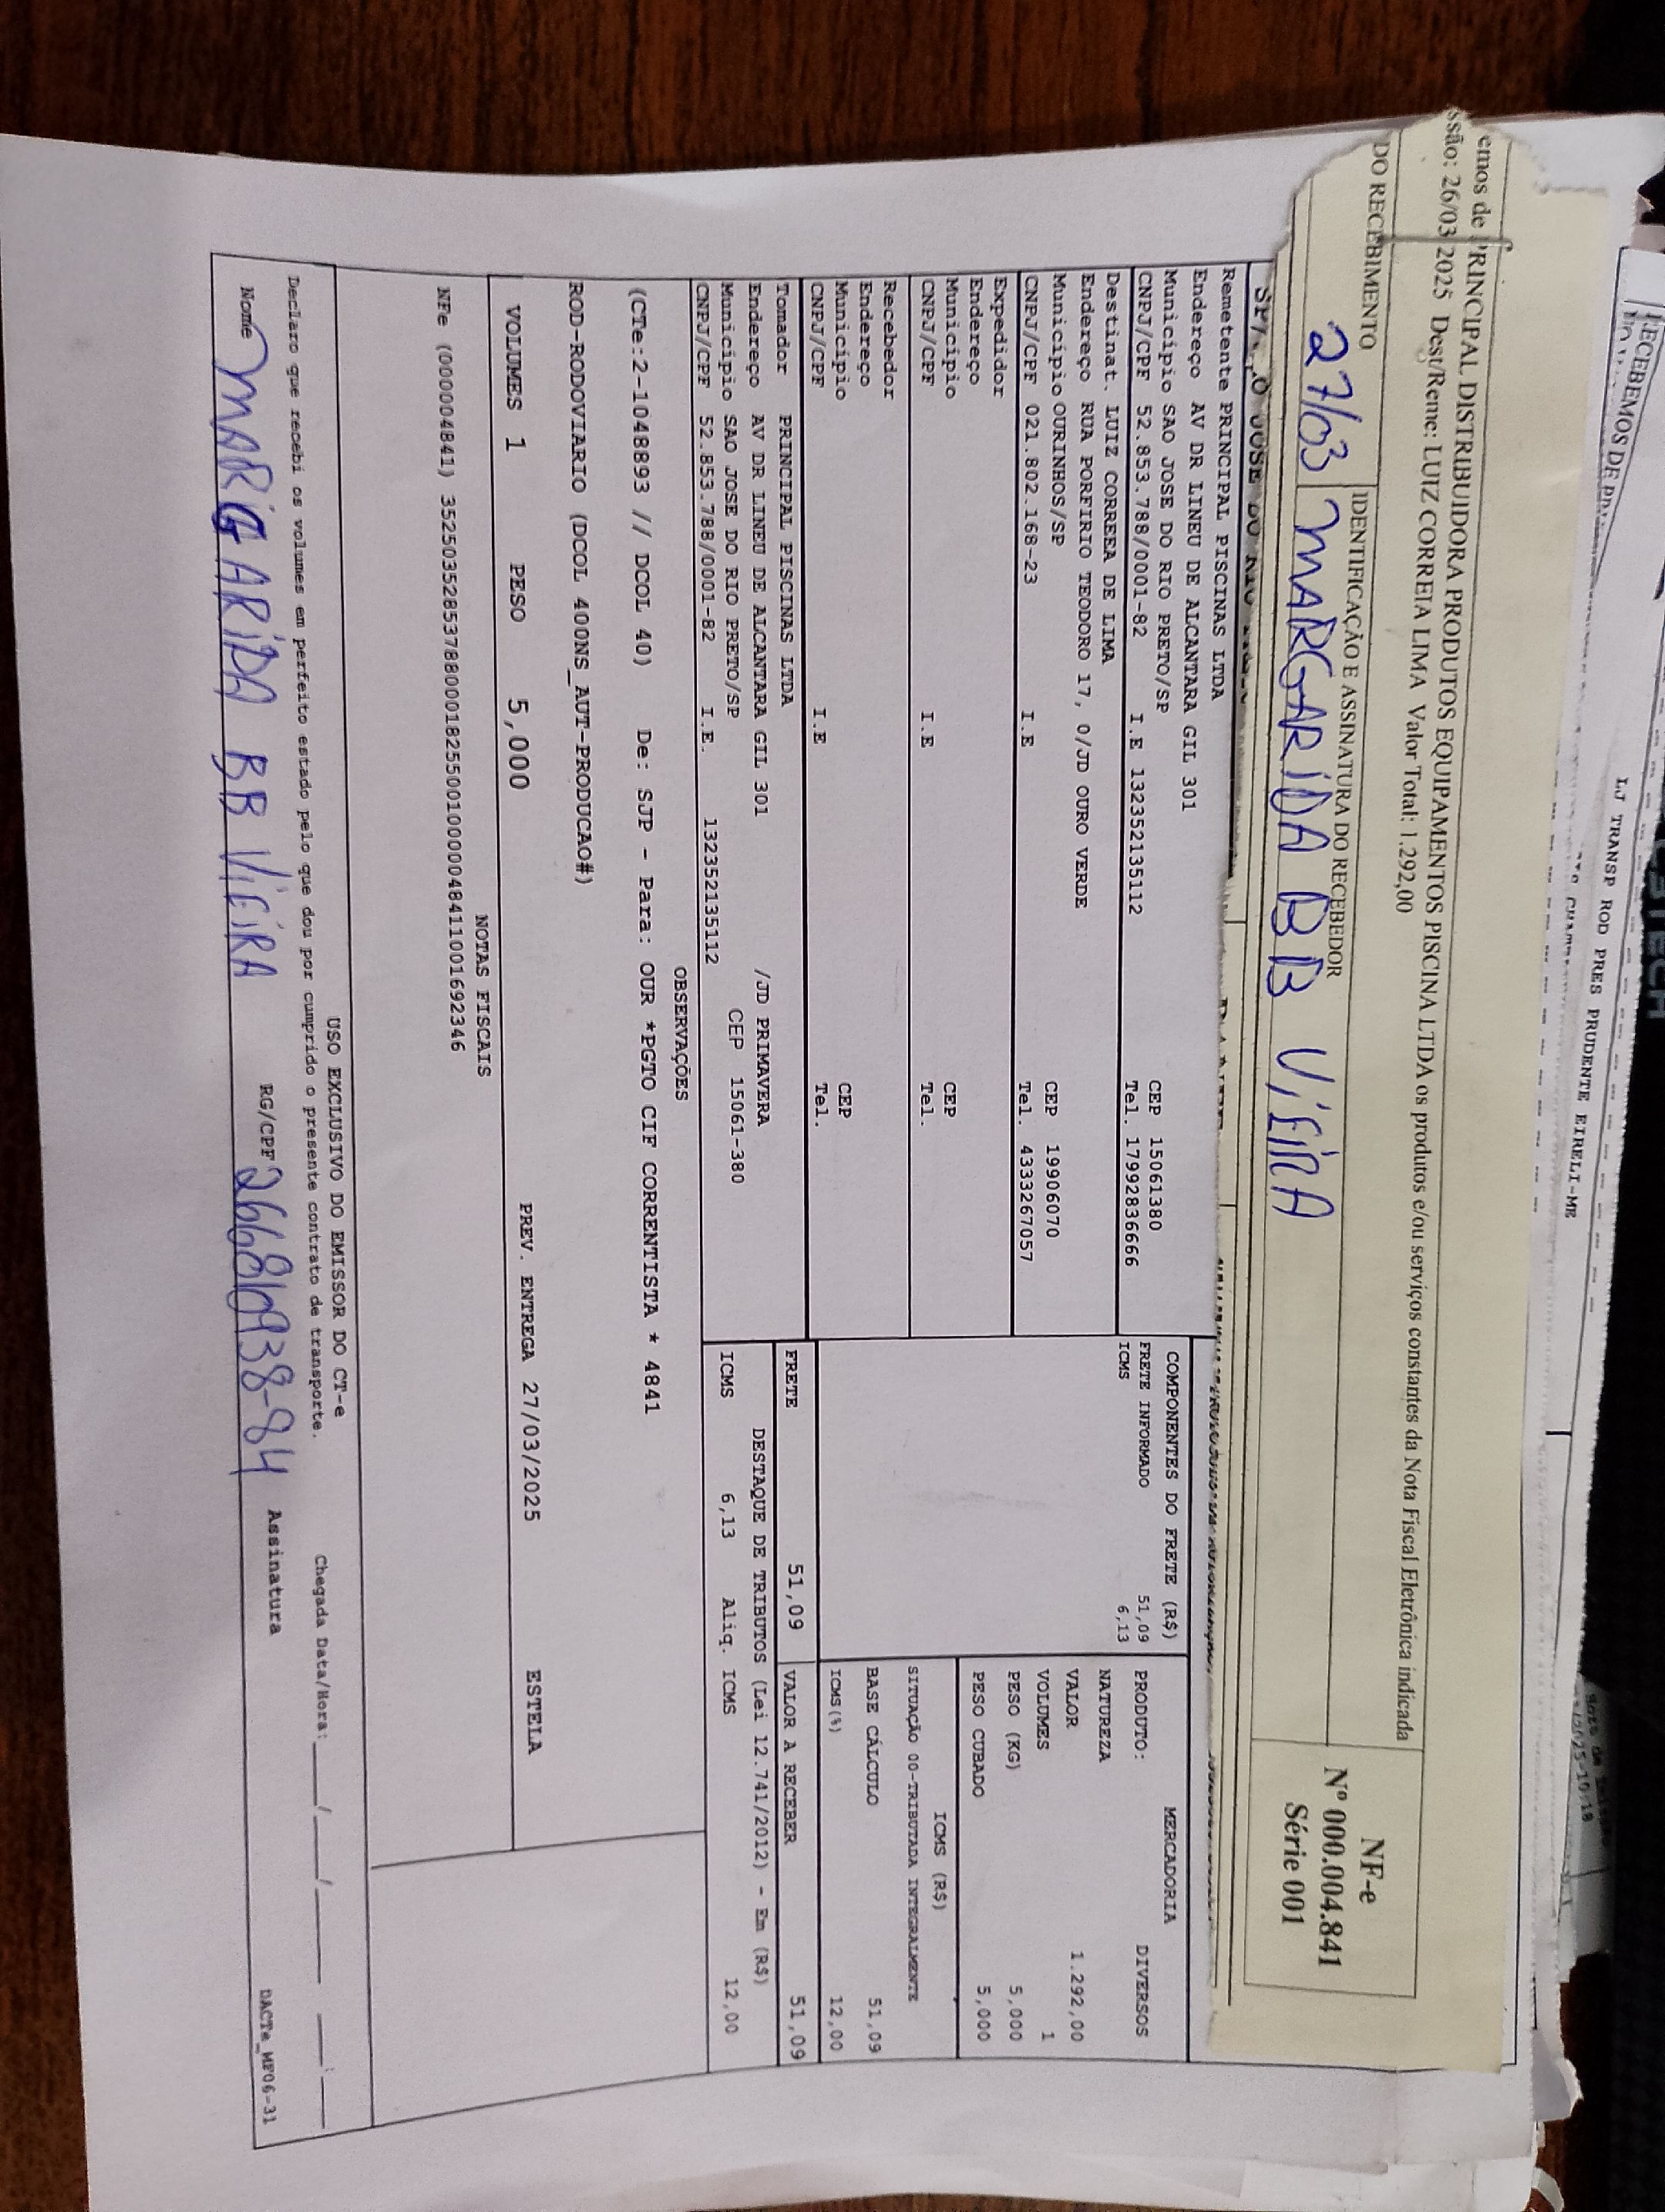 RECEBEMOS DE
LJ TRANSP ROD PRES PRUDENTE EIRELI-ME
emos de PRINCIPAL DISTRIBUIDORA PRODUTOS EQUIPAMENTOS PISCINA LTDA os produtos e/ou serviços constantes da Nota Fiscal Eletrônica indicada
ssão: 26/03/2025 Dest/Reme: LUIZ CORREIA LIMA Valor Total: 1.292,00
DO RECEBIMENTO
IDENTIFICAÇÃO E ASSINATURA DO RECEBEDOR
27/03 MARGARIDA BB ViEiRA
NF-e
Nº 000.004.841
Série 001
Remetente PRINCIPAL PISCINAS LTDA
Endereço AV DR LINEU DE ALCANTARA GIL 301
Municipio SAO JOSE DO RIO PRETO/SP CEP 15061380
CNPJ/CPF 52.853.788/0001-82 I.E 132352135112 Tel. 17992836666
Destinat. LUIZ CORREEA DE LIMA
Endereço RUA PORFIRIO TEODORO 17, 0/JD OURO VERDE
Municipio OURINHOS/SP CEP 19906070
CNPJ/CPF 021.802.168-23 I.E Tel. 4333267057
Expedidor
Endereço
Municipio CEP
CNPJ/CPF I.E Tel.
Recebedor
Endereço
Municipio CEP
CNPJ/CPF I.E Tel.
Tomador PRINCIPAL PISCINAS LTDA
Endereço AV DR LINEU DE ALCANTARA GIL 301 /JD PRIMAVERA
Municipio SAO JOSE DO RIO PRETO/SP CEP 15061-380
CNPJ/CPF 52.853.788/0001-82 I.E. 132352135112
COMPONENTES DO FRETE (R$)
FRETE INFORMADO 51,09
ICMS 6,13
MERCADORIA
PRODUTO: DIVERSOS
NATUREZA
VALOR 1.292,00
VOLUMES 1
PESO (KG) 5,000
PESO CUBADO 5,000
ICMS (R$)
SITUAÇÃO 00-TRIBUTADA INTEGRALMENTE
BASE CÁLCULO 51,09
ICMS(%) 12,00
FRETE 51,09 VALOR A RECEBER 51,09
DESTAQUE DE TRIBUTOS (Lei 12.741/2012) - Em (R$)
ICMS 6,13 Aliq. ICMS 12,00
OBSERVAÇÕES
(CTe:2-1048893 // DCOL 40) De: SJP - Para: OUR *PGTO CIF CORRENTISTA * 4841
ROD-RODOVIARIO (DCOL 400NS_AUT-PRODUCAO#)
VOLUMES 1 PESO 5,000 PREV. ENTREGA 27/03/2025 ESTELA
NOTAS FISCAIS
NFe (000004841) 35250352853788000182550010000048411001692346
USO EXCLUSIVO DO EMISSOR DO CT-e
Declaro que recebi os volumes em perfeito estado pelo que dou por cumprido o presente contrato de transporte. Chegada Data/Hora: ___/___/___ ___:___
Nome MARGARIDA BB ViEiRA RG/CPF 266810938-84 Assinatura
DACTe_MF06-31